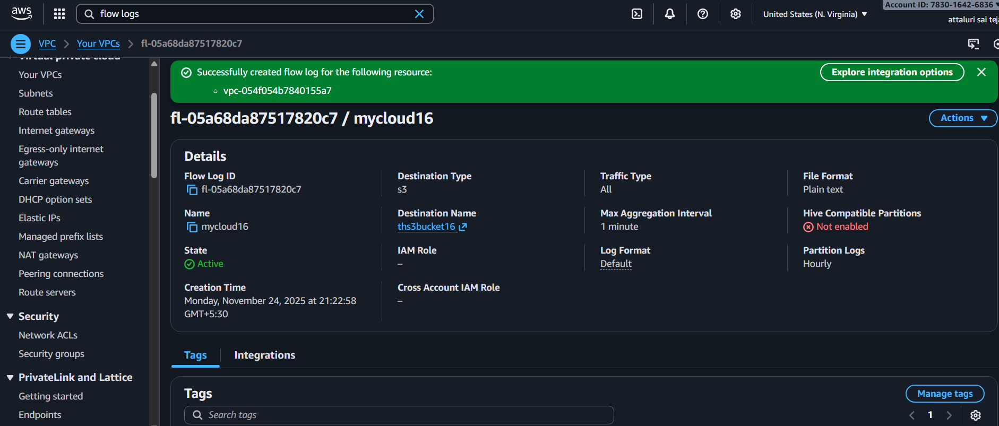 aws
flow logs
United States (N. Virginia)
Account ID: 7830-1642-6836
attaluri sai
VPC
Your VPCs
fl-05a68da87517820c7
Virtual private cloud
Your VPCs
Subnets
Route tables
Internet gateways
Egress-only internet
gateways
Carrier gateways
DHCP option sets
Elastic IPs
Managed prefix lists
NAT gateways
Peering connections
Route servers
Security
Network ACLs
Security groups
PrivateLink and Lattice
Getting started
Endpoints
Successfully created flow log for the following resource:
vpc-054f054b7840155a7
Explore integration options
fl-05a68da87517820c7 / mycloud16
Actions
Details
Flow Log ID
fl-05a68da87517820c7
Destination Type
s3
Traffic Type
All
File Format
Plain text
Name
mycloud16
Destination Name
ths3bucket16
Max Aggregation Interval
1 minute
Hive Compatible Partitions
Not enabled
State
Active
IAM Role
–
Log Format
Default
Partition Logs
Hourly
Creation Time
Monday, November 24, 2025 at 21:22:58
GMT+5:30
Cross Account IAM Role
–
Tags
Integrations
Tags
Manage tags
Search tags
1